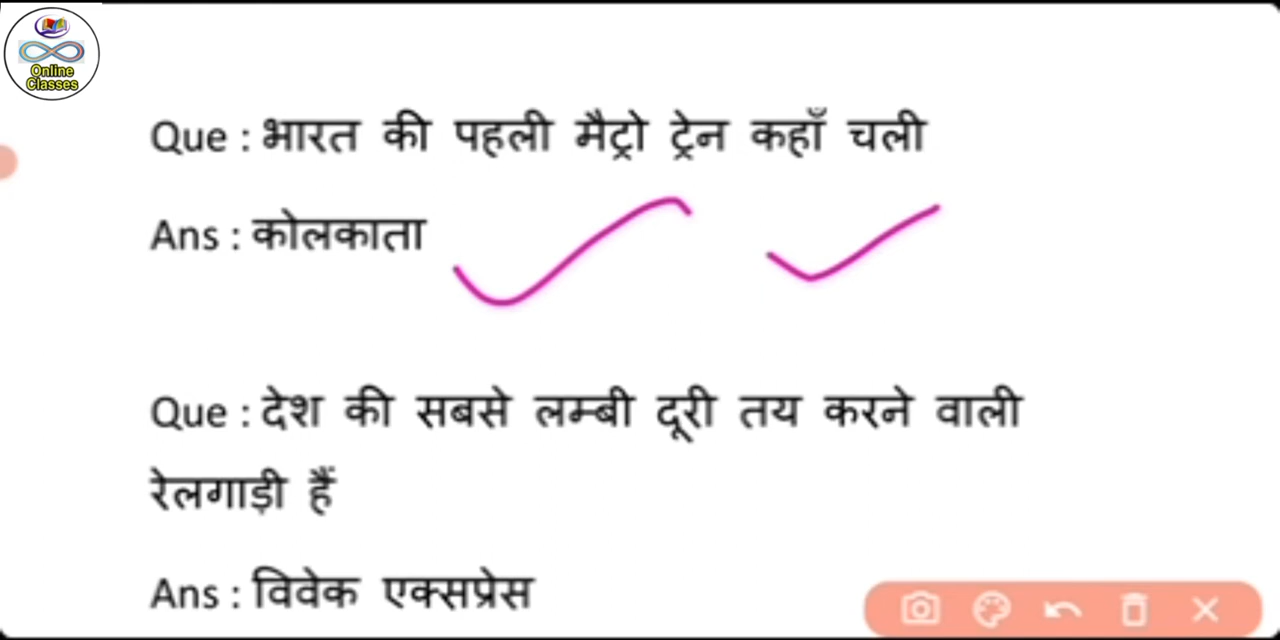 Online
Classes
Que : भारत की पहली मैट्रो ट्रेन कहाँ चली
Ans : कोलकाता
Que : देश की सबसे लम्बी दूरी तय करने वाली
रेलगाड़ी हैं
Ans : विवेक एक्सप्रेस